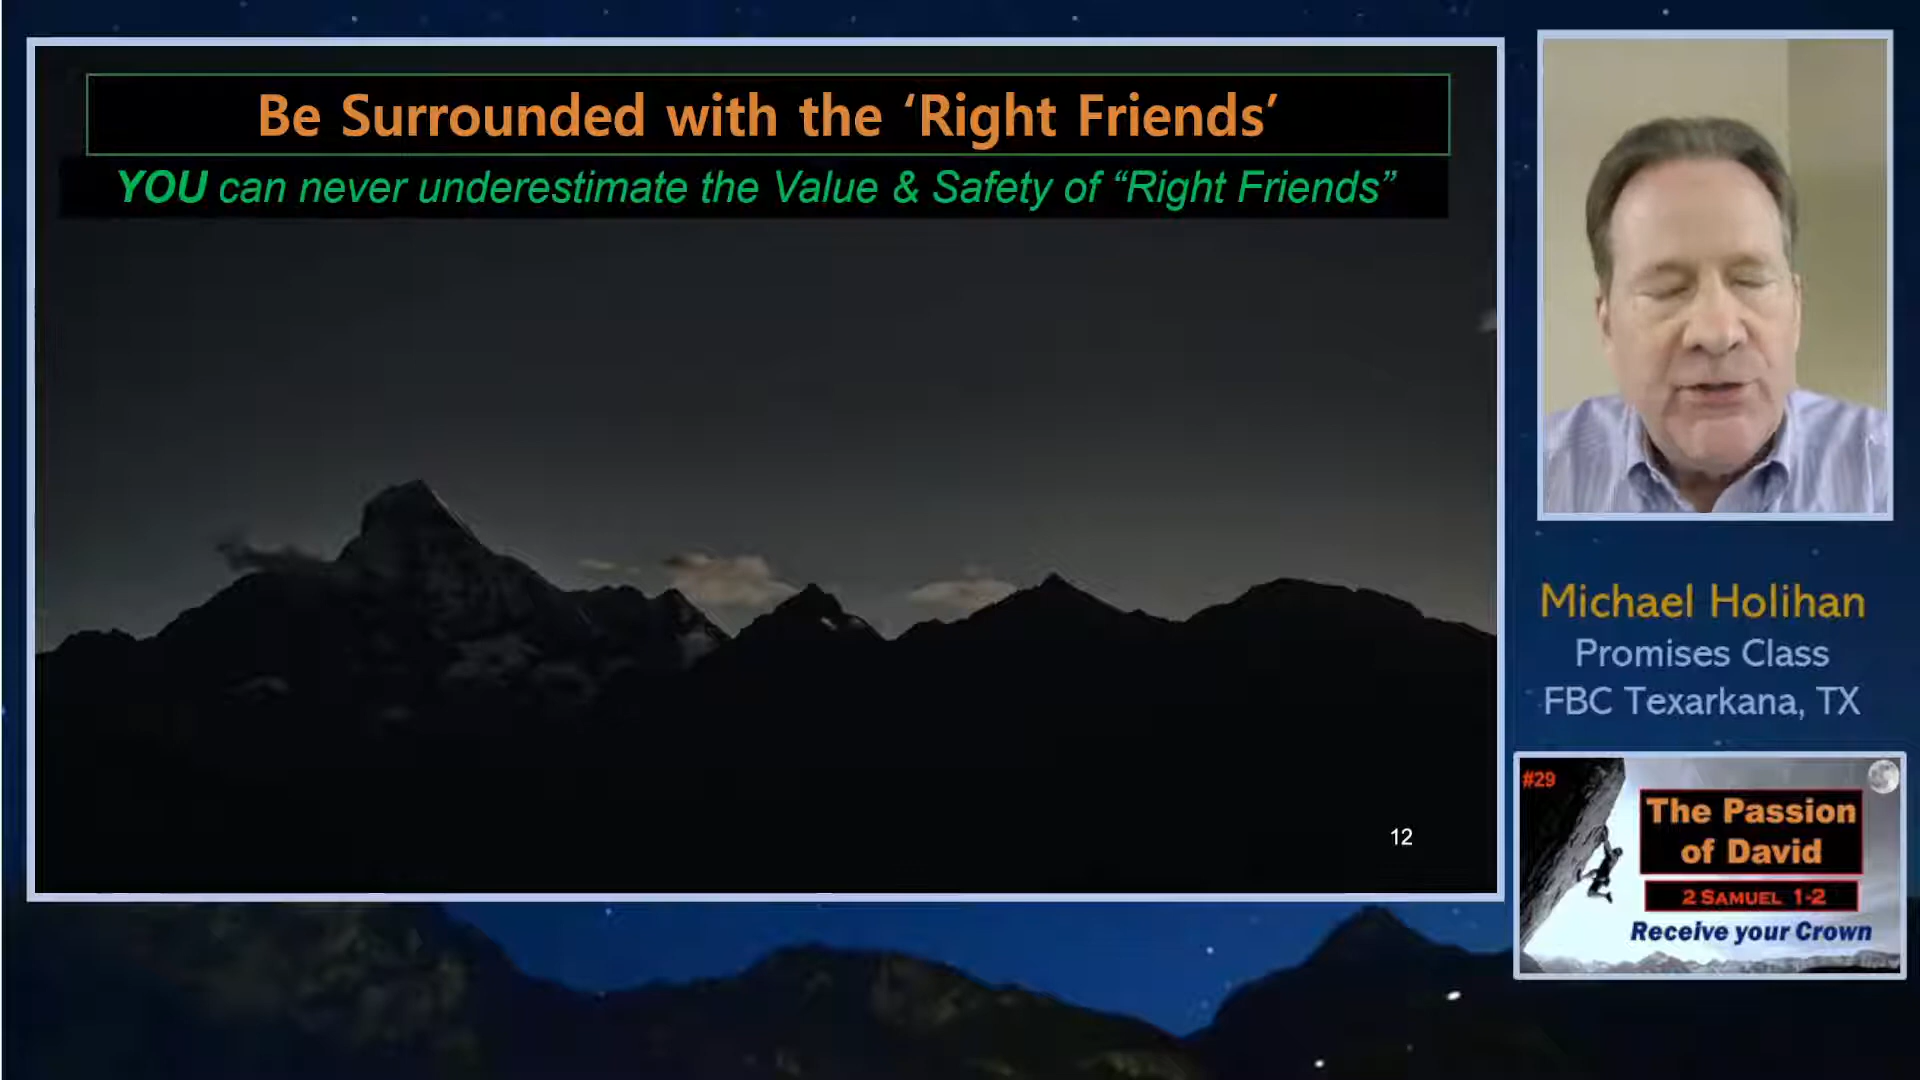 Be Surrounded with the ‘Right Friends’
YOU can never underestimate the Value & Safety of “Right Friends”
12
Michael Holihan
Promises Class
FBC Texarkana, TX
#29
The Passion
of David
2 SAMUEL 1-2
Receive your Crown